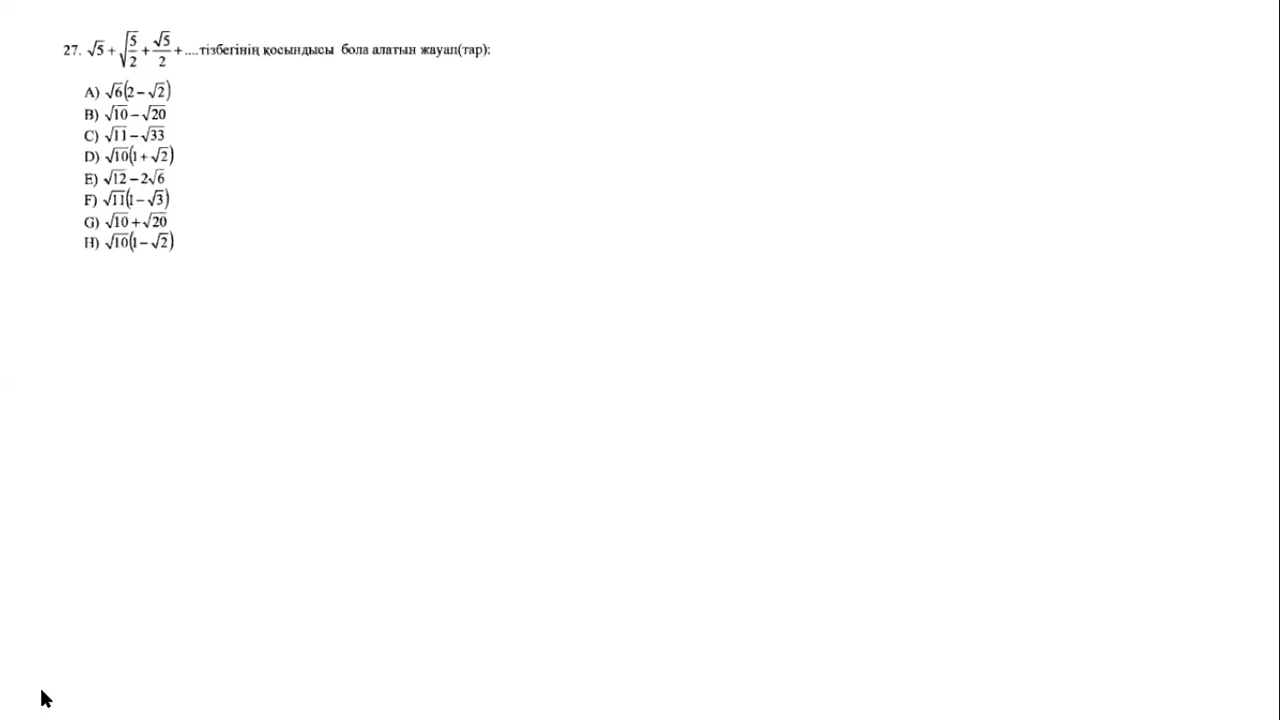 27. √5 + √(5/2) + √5/2 + ....тізбегінің қосындысы бола алатын жауап(тар):
A) √6(2 − √2)
B) √10 − √20
C) √11 − √33
D) √10(1 + √2)
E) √12 − 2√6
F) √11(1 − √3)
G) √10 + √20
H) √10(1 − √2)